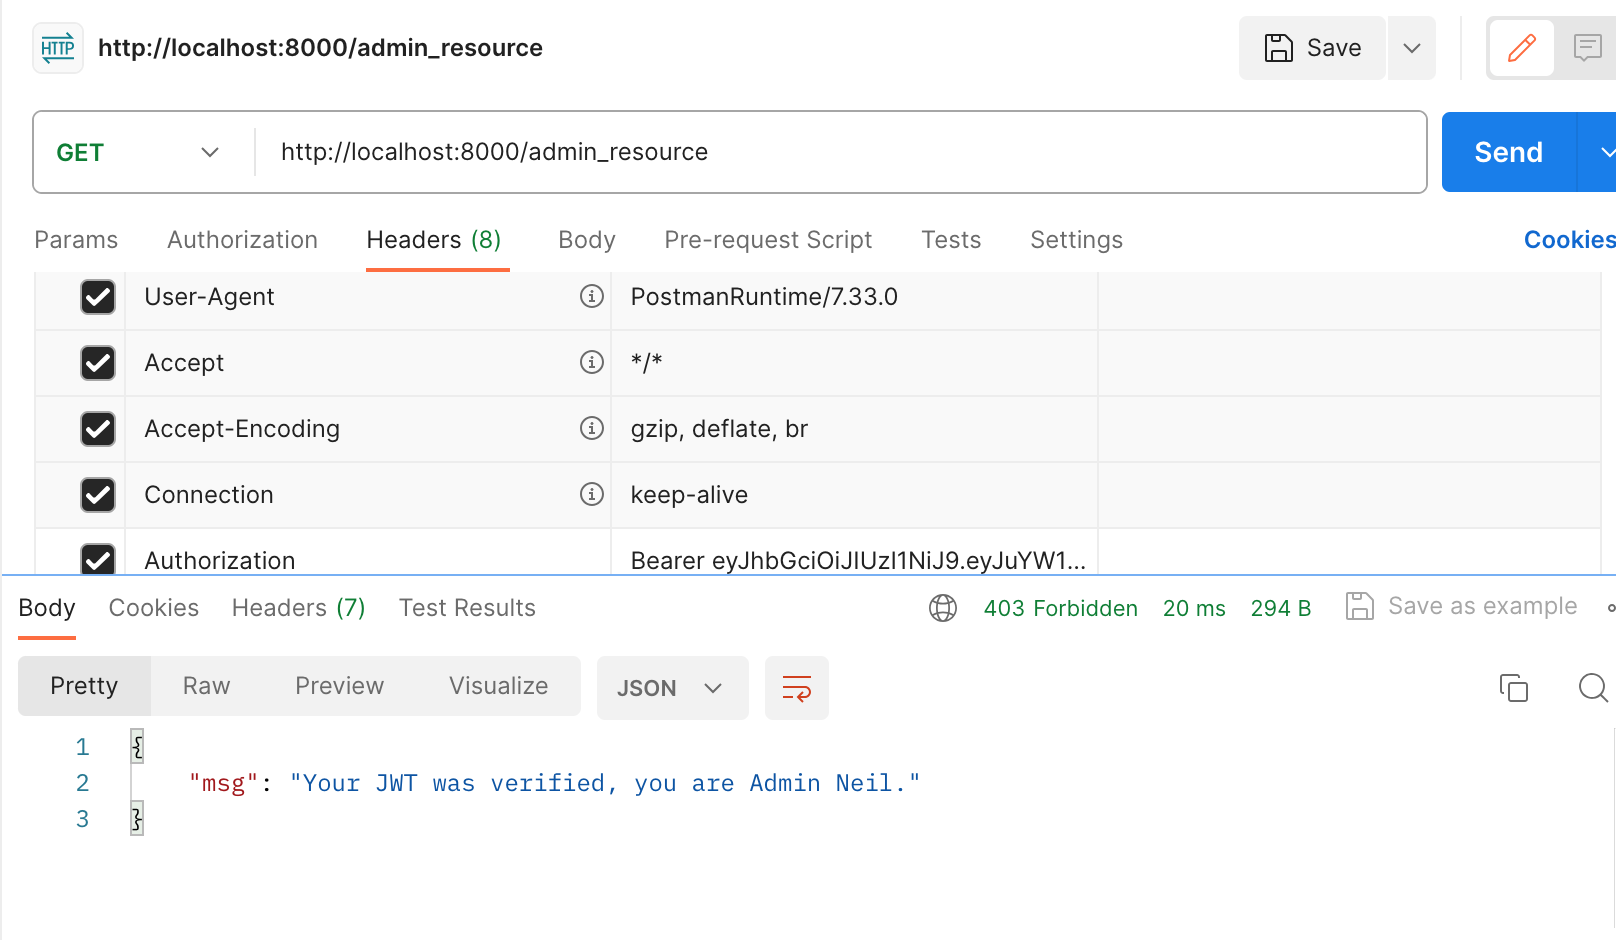 HTTP http://localhost:8000/admin_resource Save
GET http://localhost:8000/admin_resource Send
Params Authorization Headers (8) Body Pre-request Script Tests Settings Cookies
User-Agent PostmanRuntime/7.33.0
Accept */*
Accept-Encoding gzip, deflate, br
Connection keep-alive
Authorization Bearer eyJhbGciOiJIUzI1NiJ9.eyJuYW1...
Body Cookies Headers (7) Test Results 403 Forbidden 20 ms 294 B Save as example
Pretty Raw Preview Visualize JSON
1 {
2 "msg": "Your JWT was verified, you are Admin Neil."
3 }